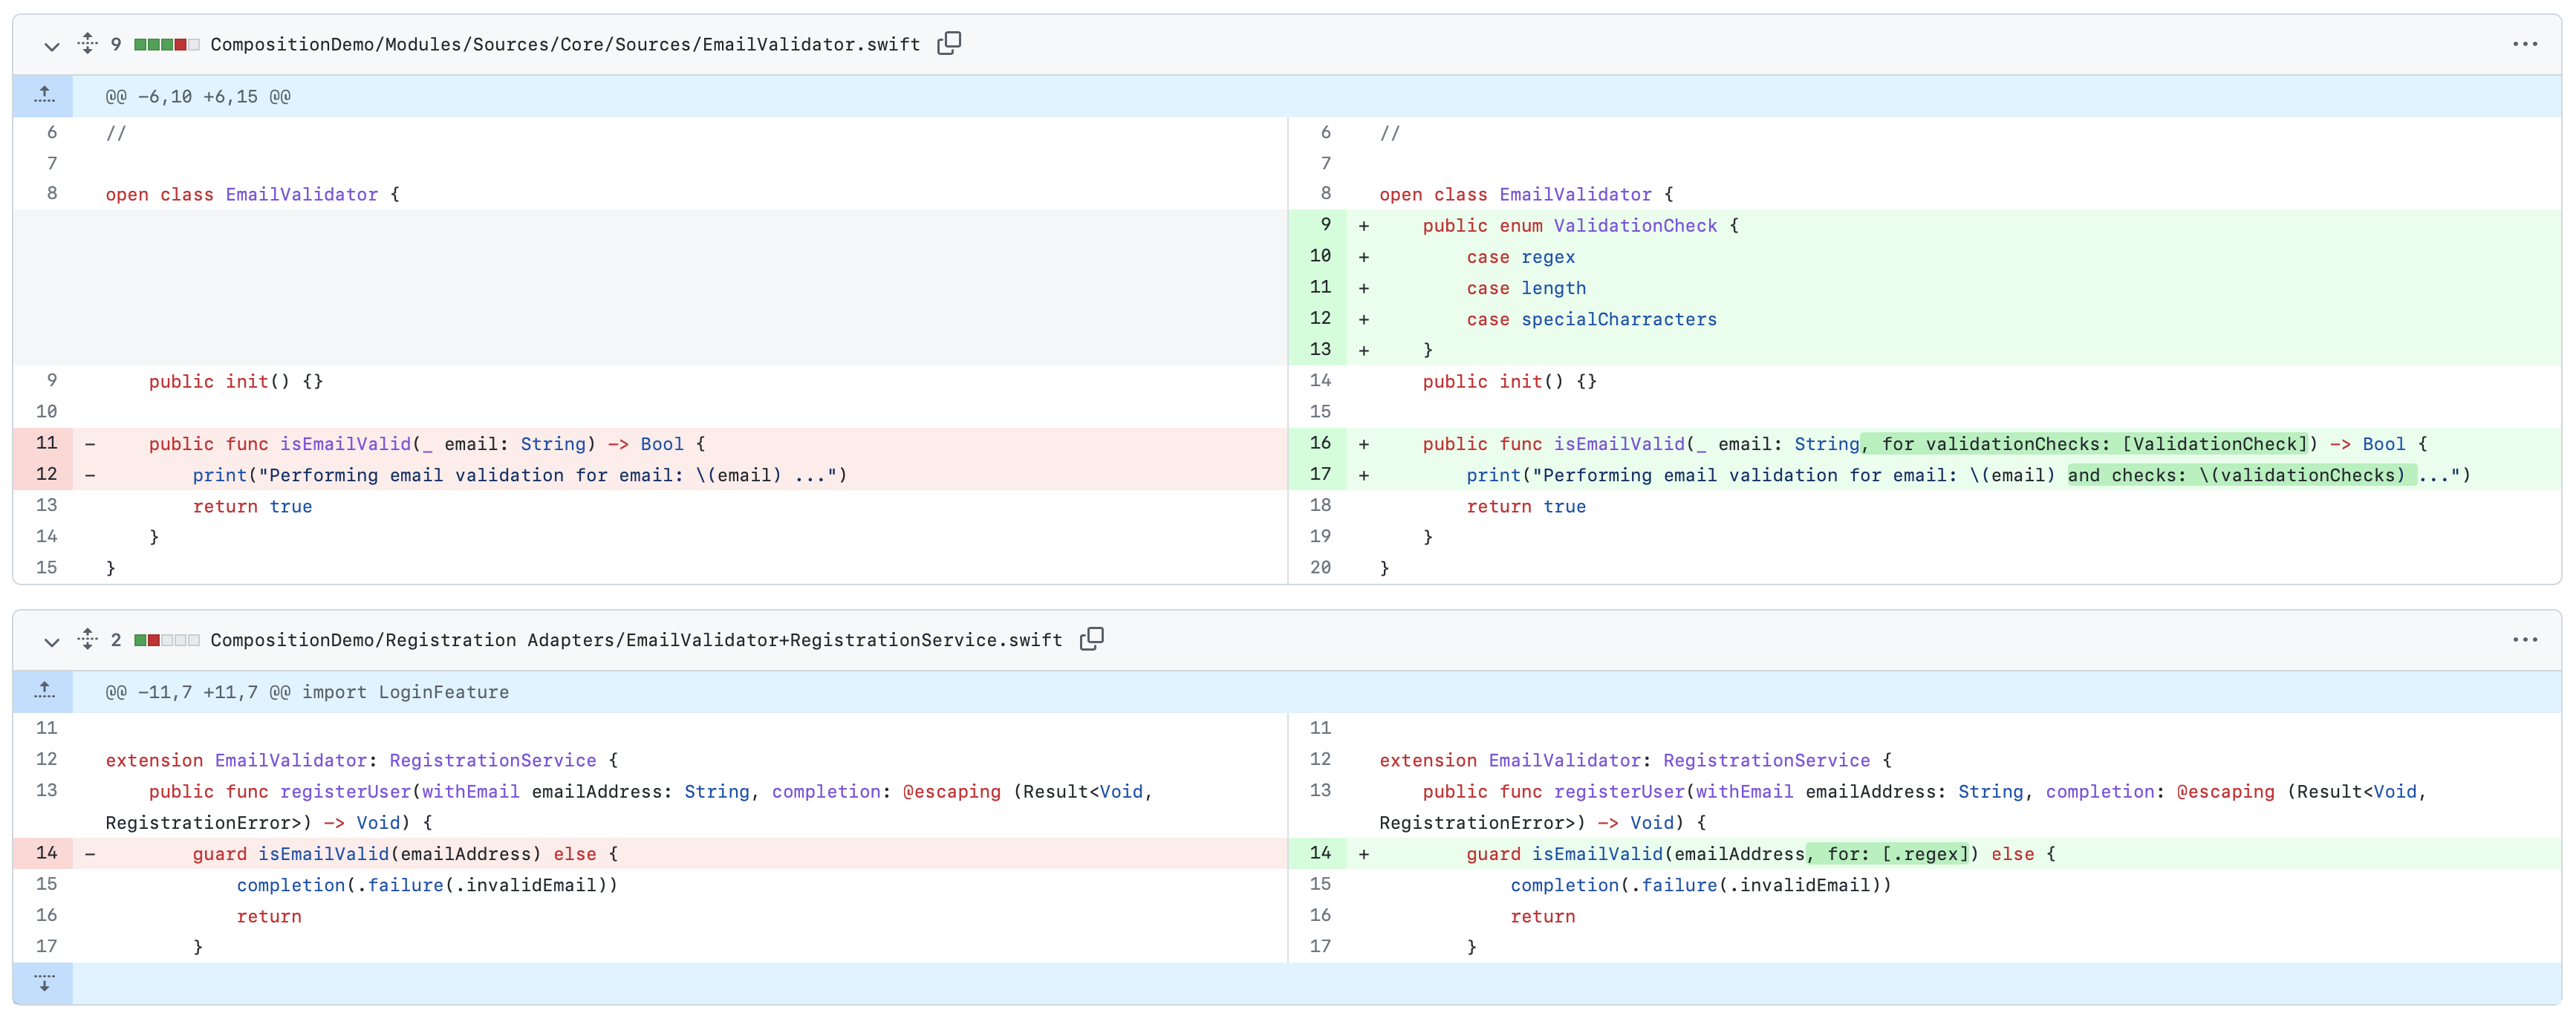 9 CompositionDemo/Modules/Sources/Core/Sources/EmailValidator.swift
@@ -6,10 +6,15 @@
6 //
7
8 open class EmailValidator {
9 public init() {}
10
11 - public func isEmailValid(_ email: String) -> Bool {
12 - print("Performing email validation for email: \(email) ...")
13 return true
14 }
15 }
6 //
7
8 open class EmailValidator {
9 + public enum ValidationCheck {
10 + case regex
11 + case length
12 + case specialCharracters
13 + }
14 public init() {}
15
16 + public func isEmailValid(_ email: String, for validationChecks: [ValidationCheck]) -> Bool {
17 + print("Performing email validation for email: \(email) and checks: \(validationChecks) ...")
18 return true
19 }
20 }
2 CompositionDemo/Registration Adapters/EmailValidator+RegistrationService.swift
@@ -11,7 +11,7 @@ import LoginFeature
11
12 extension EmailValidator: RegistrationService {
13 public func registerUser(withEmail emailAddress: String, completion: @escaping (Result<Void,
RegistrationError>) -> Void) {
14 - guard isEmailValid(emailAddress) else {
15 completion(.failure(.invalidEmail))
16 return
17 }
11
12 extension EmailValidator: RegistrationService {
13 public func registerUser(withEmail emailAddress: String, completion: @escaping (Result<Void,
RegistrationError>) -> Void) {
14 + guard isEmailValid(emailAddress, for: [.regex]) else {
15 completion(.failure(.invalidEmail))
16 return
17 }